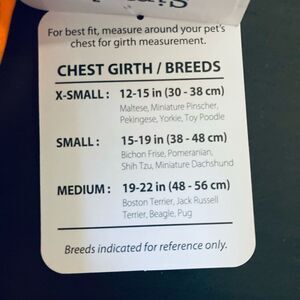 For best fit, measure around your pet's
chest for girth measurement.
CHEST GIRTH / BREEDS
X-SMALL : 12-15 in (30 - 38 cm)
Maltese, Miniature Pinscher,
Pekingese, Yorkie, Toy Poodle
SMALL : 15-19 in (38 - 48 cm)
Bichon Frise, Pomeranian,
Shih Tzu, Miniature Dachshund
MEDIUM : 19-22 in (48 - 56 cm)
Boston Terrier, Jack Russell
Terrier, Beagle, Pug
Breeds indicated for reference only.